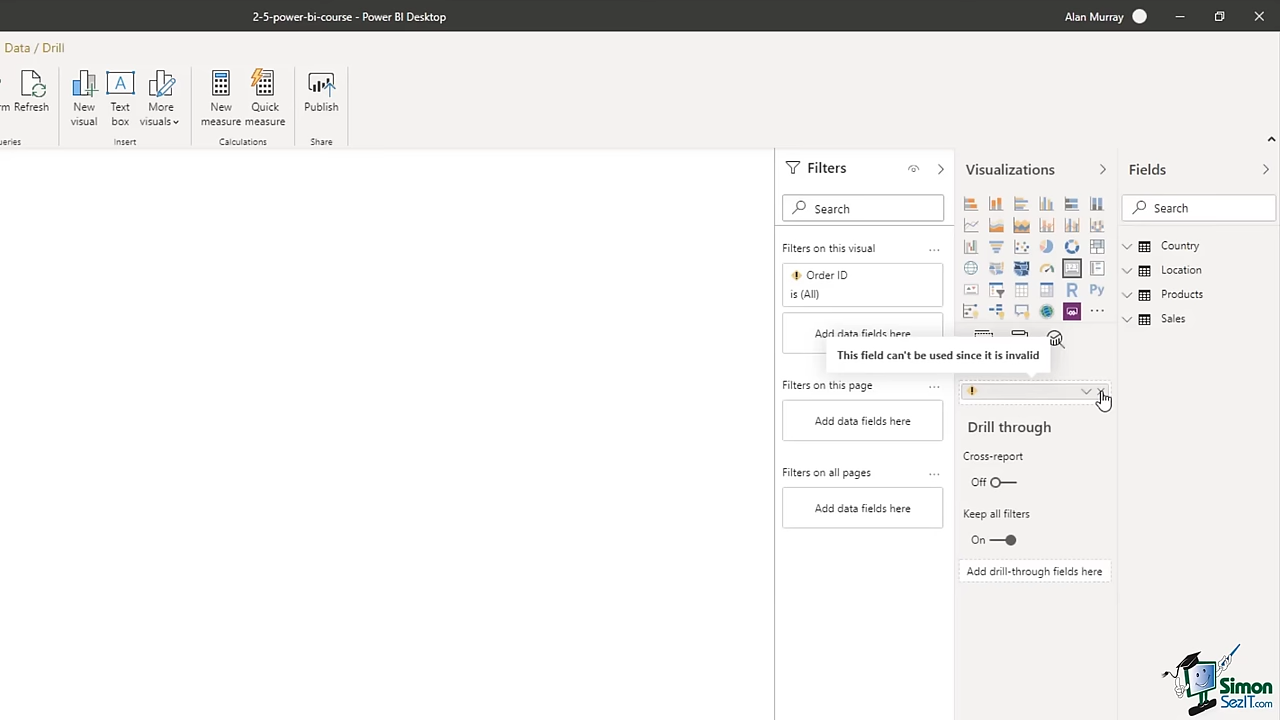 2-5-power-bi-course - Power BI Desktop
Alan Murray
Data / Drill
rm Refresh
New visual
Text box
More visuals
New measure
Quick measure
Publish
eries
Insert
Calculations
Share
Filters
Search
Filters on this visual
...
Order ID
is (All)
Add data fields here
Filters on this page
...
Add data fields here
Filters on all pages
...
Add data fields here
Visualizations
R
Py
...
This field can't be used since it is invalid
Drill through
Cross-report
Off
Keep all filters
On
Add drill-through fields here
Fields
Search
Country
Location
Products
Sales
Simon
SezIT.com